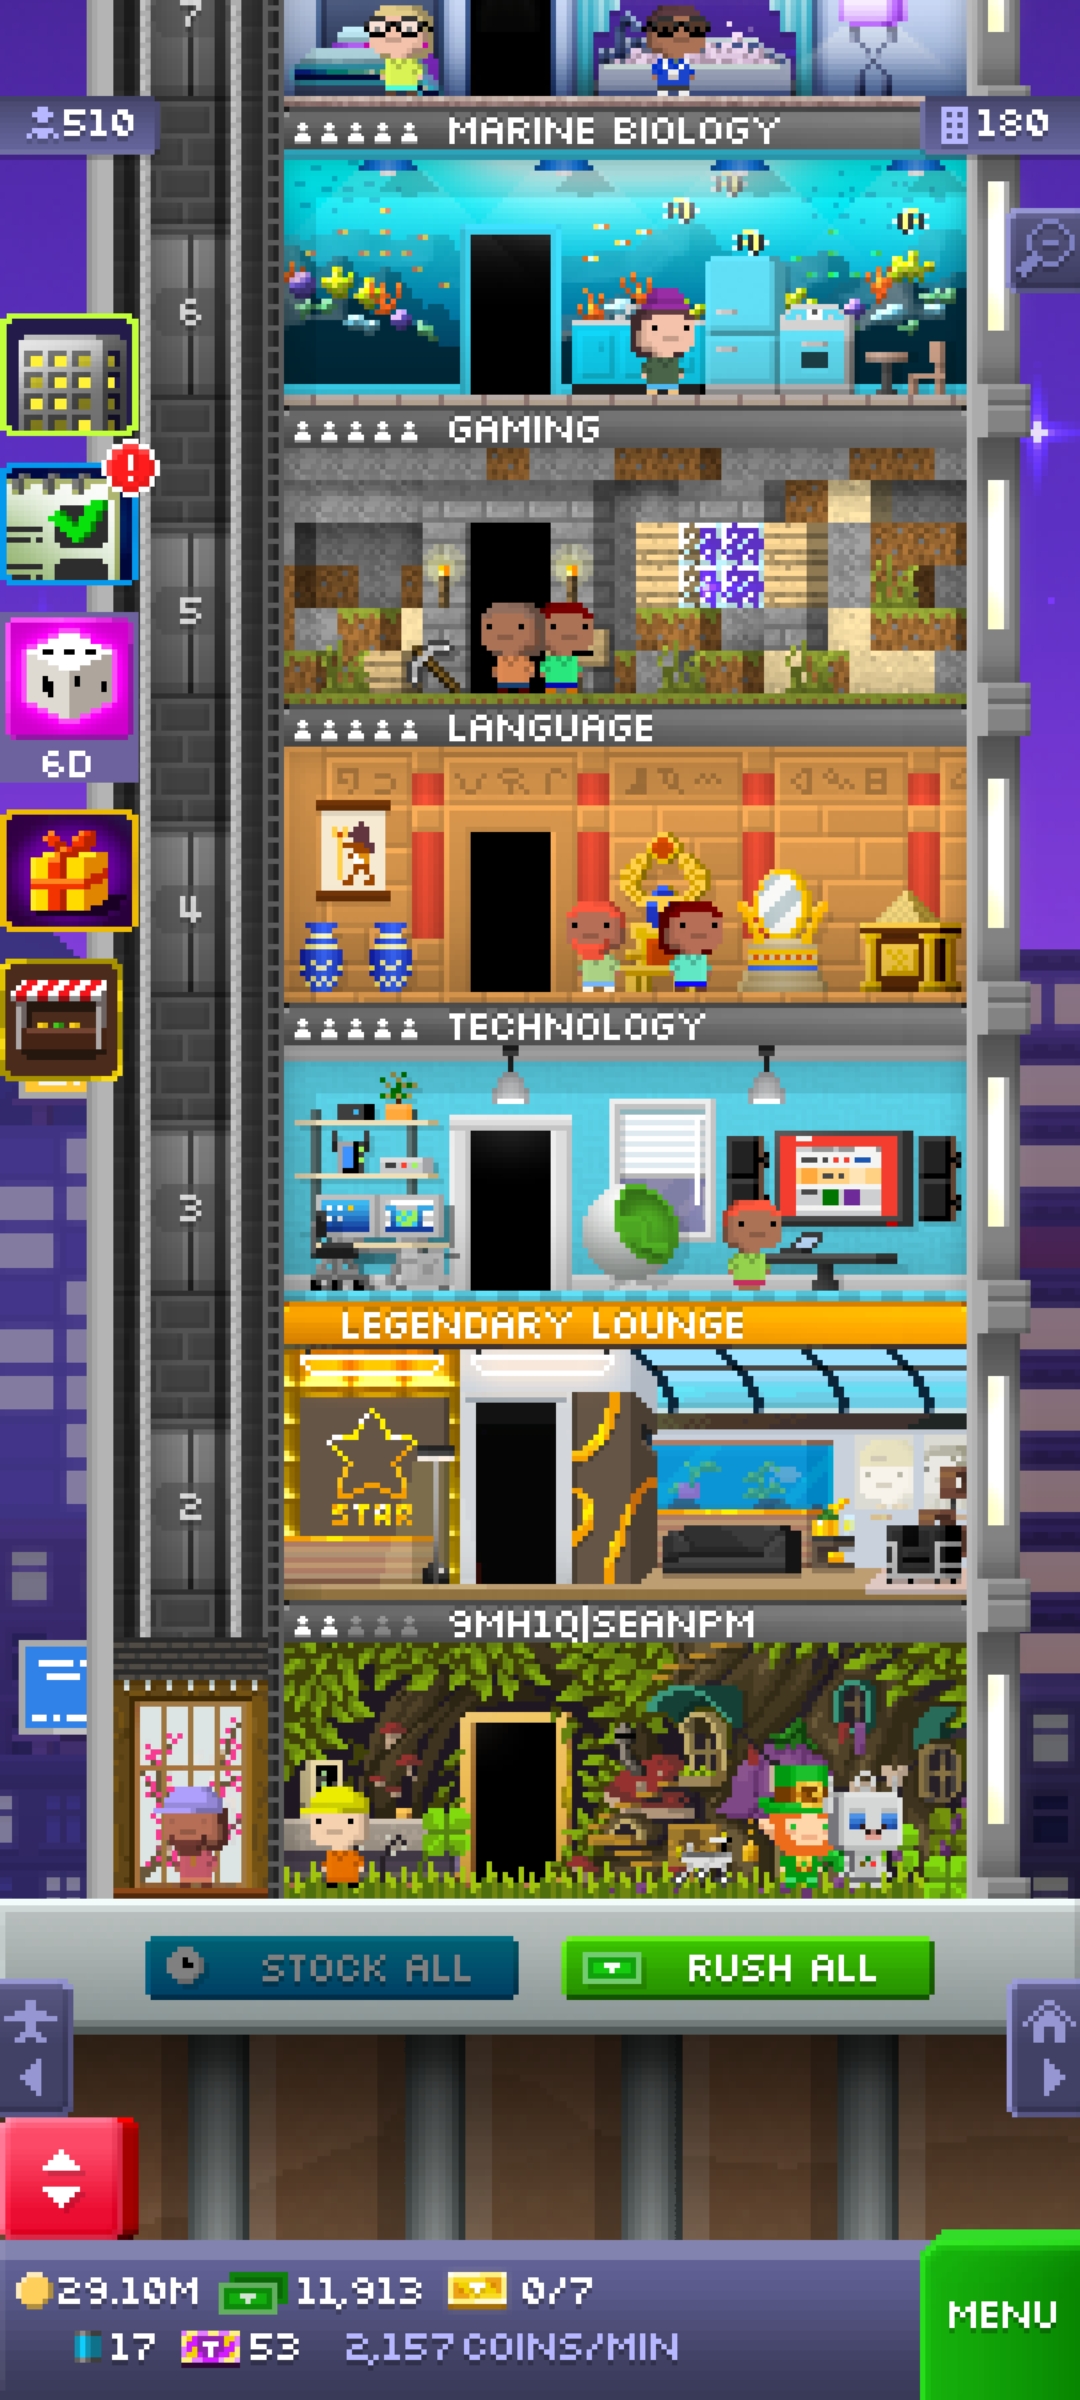 7
510
MARINE BIOLOGY
180
6
GAMING
5
6D
LANGUAGE
4
TECHNOLOGY
3
LEGENDARY LOUNGE
STAR
2
9MH1Q|SEANPM
STOCK ALL
RUSH ALL
29.10M 11,913 0/7
17 53 2,157 COINS/MIN
MENU